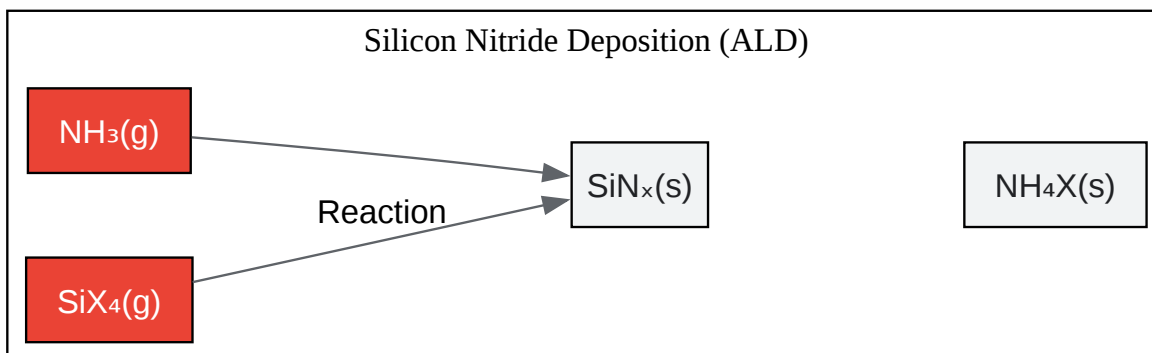 Silicon Nitride Deposition (ALD)
NH₃(g)
SiNₓ(s)
NH₄X(s)
Reaction
SiX₄(g)